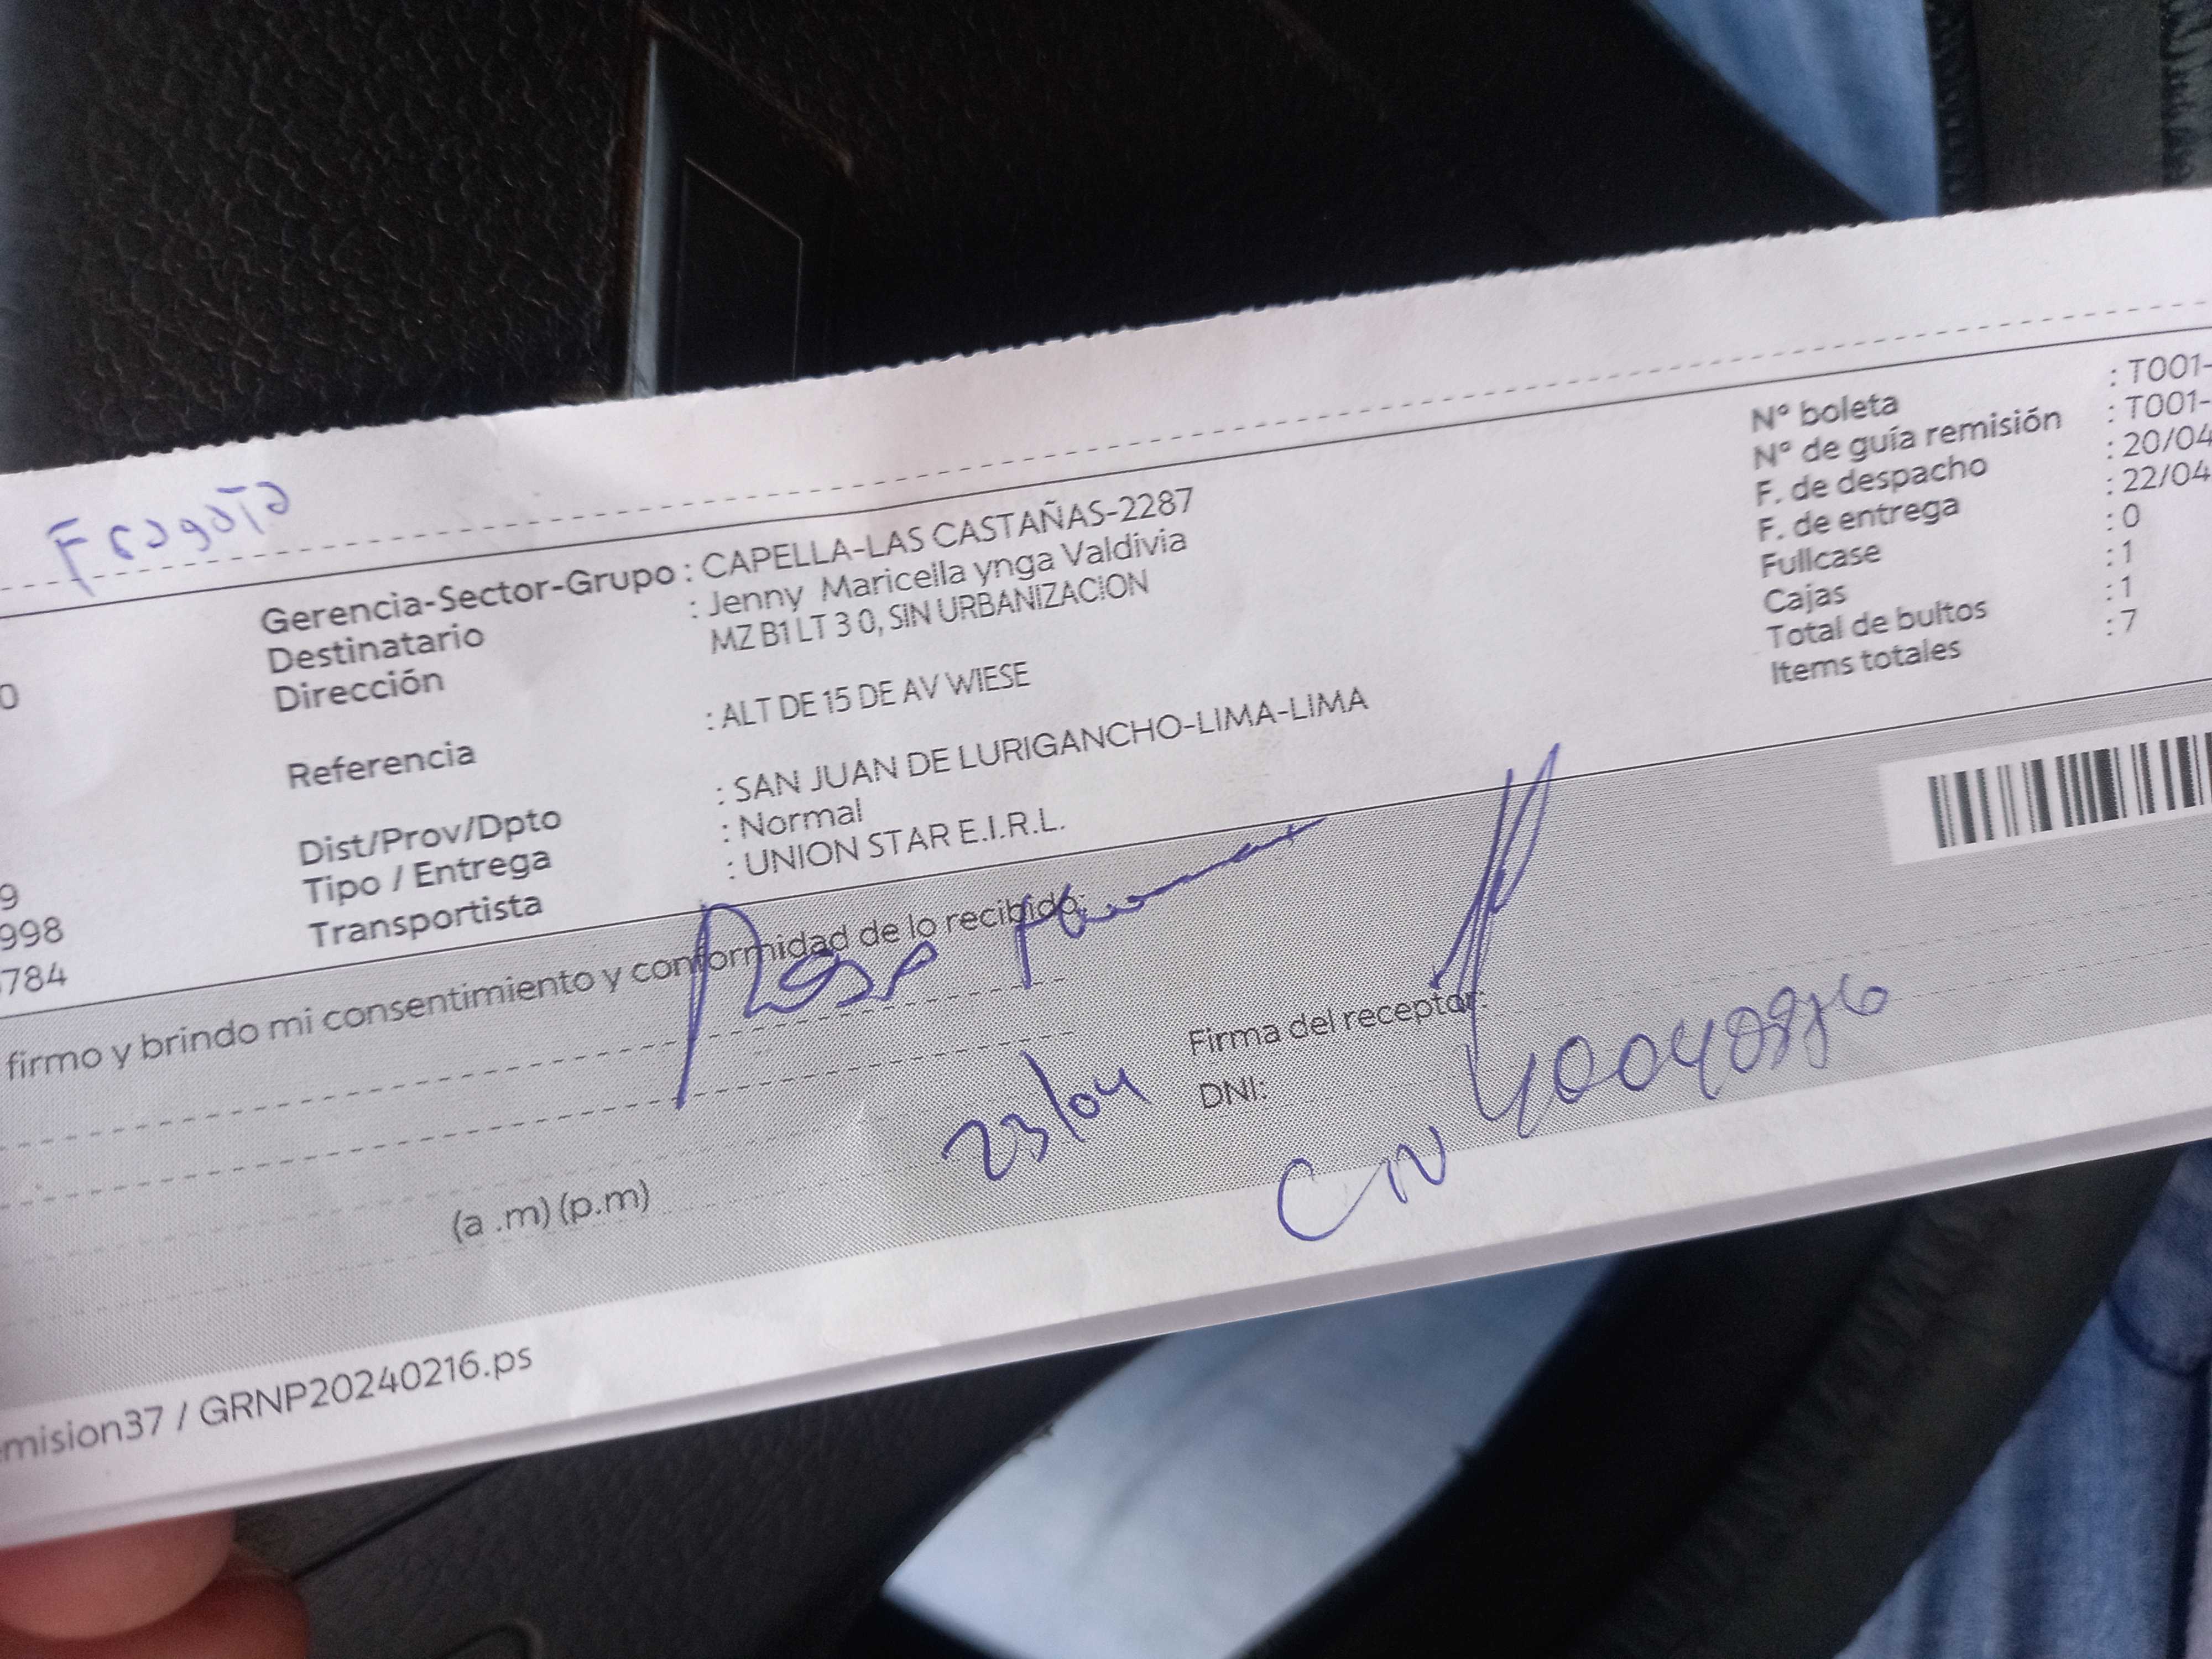 Fragata
Gerencia-Sector-Grupo : CAPELLA-LAS CASTAÑAS-2287
Destinatario : Jenny Maricella ynga Valdivia
Dirección MZ B1 LT 3 0, SIN URBANIZACION
Referencia : ALT DE 15 DE AV WIESE
Dist/Prov/Dpto : SAN JUAN DE LURIGANCHO-LIMA-LIMA
Tipo / Entrega : Normal
Transportista : UNION STAR E.I.R.L.
N° boleta : T001-
N° de guía remisión : T001-
F. de despacho : 20/04
F. de entrega : 22/04
Fullcase : 0
Cajas : 1
Total de bultos : 1
Items totales : 7
0
9
998
784
firmo y brindo mi consentimiento y conformidad de lo recibido:
Rosa
Firma del receptor:
23/04
DNI:
(a .m) (p.m)
mision37 / GRNP20240216.ps